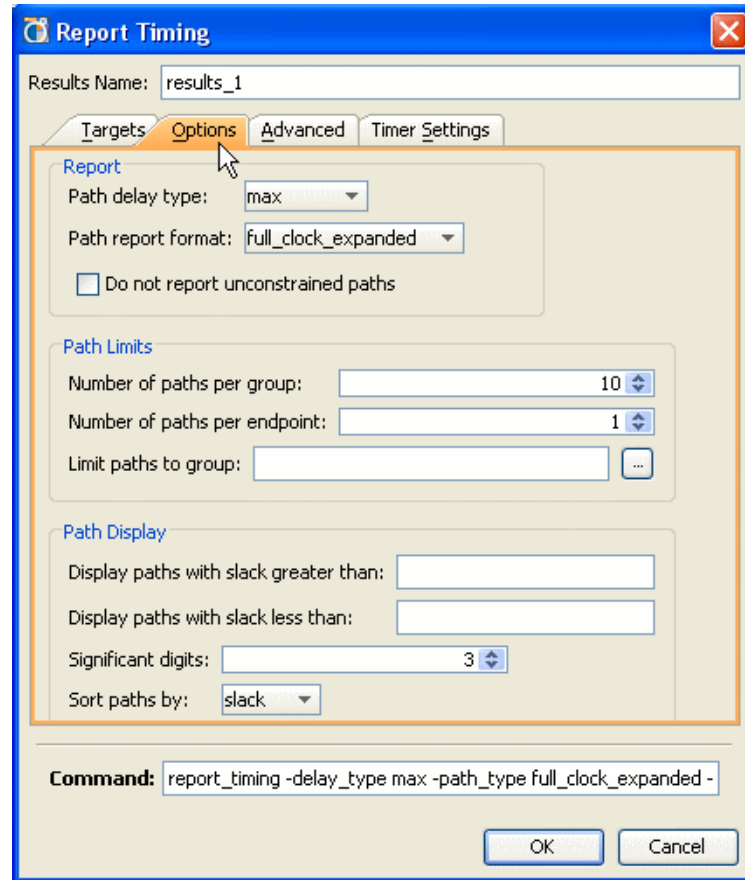 Report Timing
Results Name: results_1
Targets Options Advanced Timer Settings
Report
Path delay type: max
Path report format: full_clock_expanded
Do not report unconstrained paths
Path Limits
Number of paths per group: 10
Number of paths per endpoint: 1
Limit paths to group: ...
Path Display
Display paths with slack greater than:
Display paths with slack less than:
Significant digits: 3
Sort paths by: slack
Command: report_timing -delay_type max -path_type full_clock_expanded -
OK Cancel